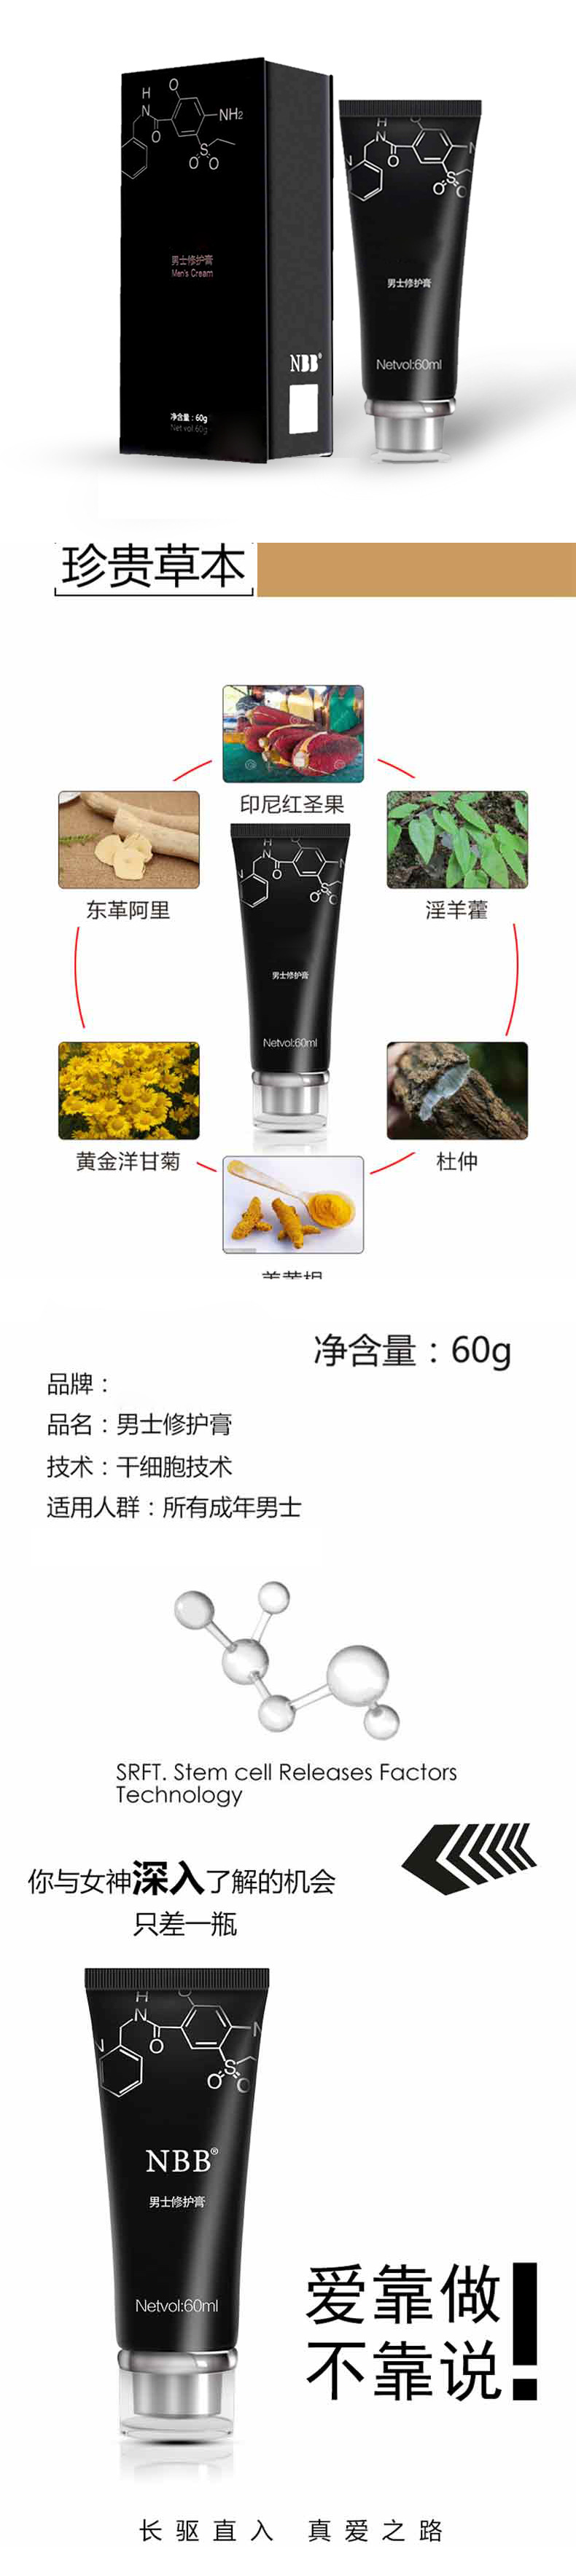 H
N
O
O
NH2
S
O O
男士修护膏
Men's Cream
NBB®
净含量：60g
Net vol:60g
H
N
O
N
S
O O
男士修护膏
Netvol:60ml
珍贵草本
印尼红圣果
东革阿里
淫羊藿
H
N
O
N
S
O O
男士修护膏
Netvol:60ml
黄金洋甘菊
杜仲
净含量：60g
品牌：
品名：男士修护膏
技术：干细胞技术
适用人群：所有成年男士
SRFT. Stem cell Releases Factors
Technology
你与女神深入了解的机会
只差一瓶
H
N
O
N
S
O O
NBB®
男士修护膏
Netvol:60ml
爱靠做
不靠说!
长驱直入 真爱之路